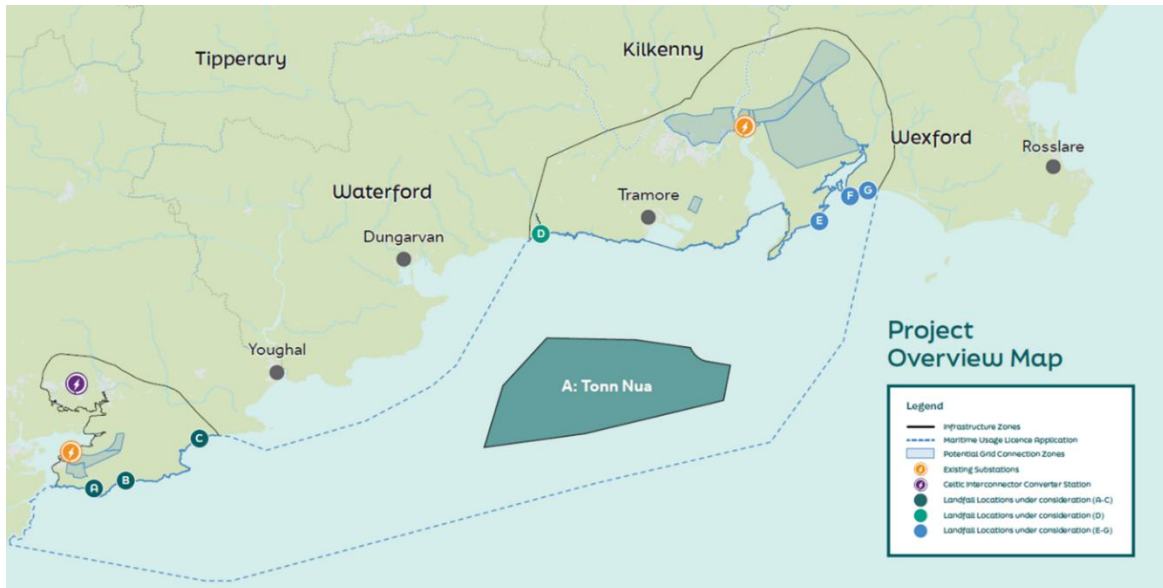 Tipperary
Kilkenny
Wexford
Rosslare
Waterford
Tramore
Dungarvan
Youghal
D
F
G
E
C
B
A
A: Tonn Nua
Project
Overview Map
Legend
Infrastructure Zones
Maritime Usage Licence Application
Potential Grid Connection Zones
Existing Substations
Celtic Interconnector Converter Station
Landfall Locations under consideration (A-C)
Landfall Locations under consideration (D)
Landfall Locations under consideration (E-G)